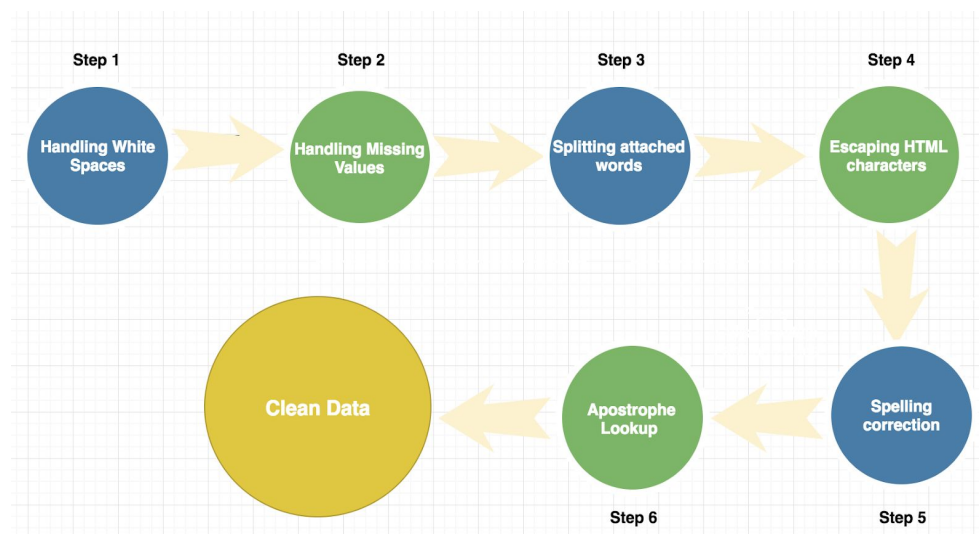 Step 1
Step 2
Step 3
Step 4
Handling White
Spaces
Handling Missing
Values
Splitting attached
words
Escaping HTML
characters
Clean Data
Apostrophe
Lookup
Spelling
correction
Step 6
Step 5